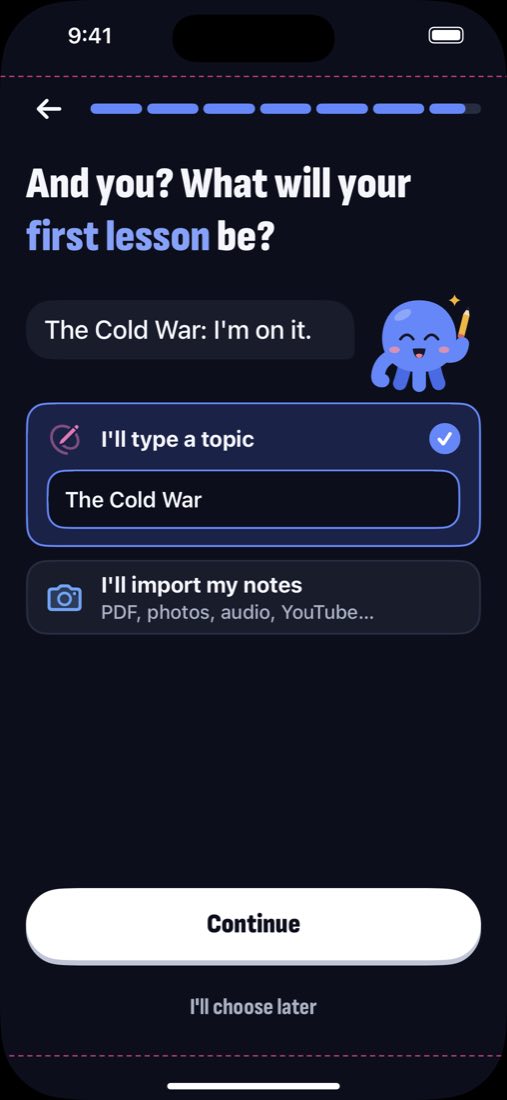 9:41
And you? What will your
first lesson be?
The Cold War: I'm on it.
I'll type a topic
The Cold War
I'll import my notes
PDF, photos, audio, YouTube...
Continue
I'll choose later